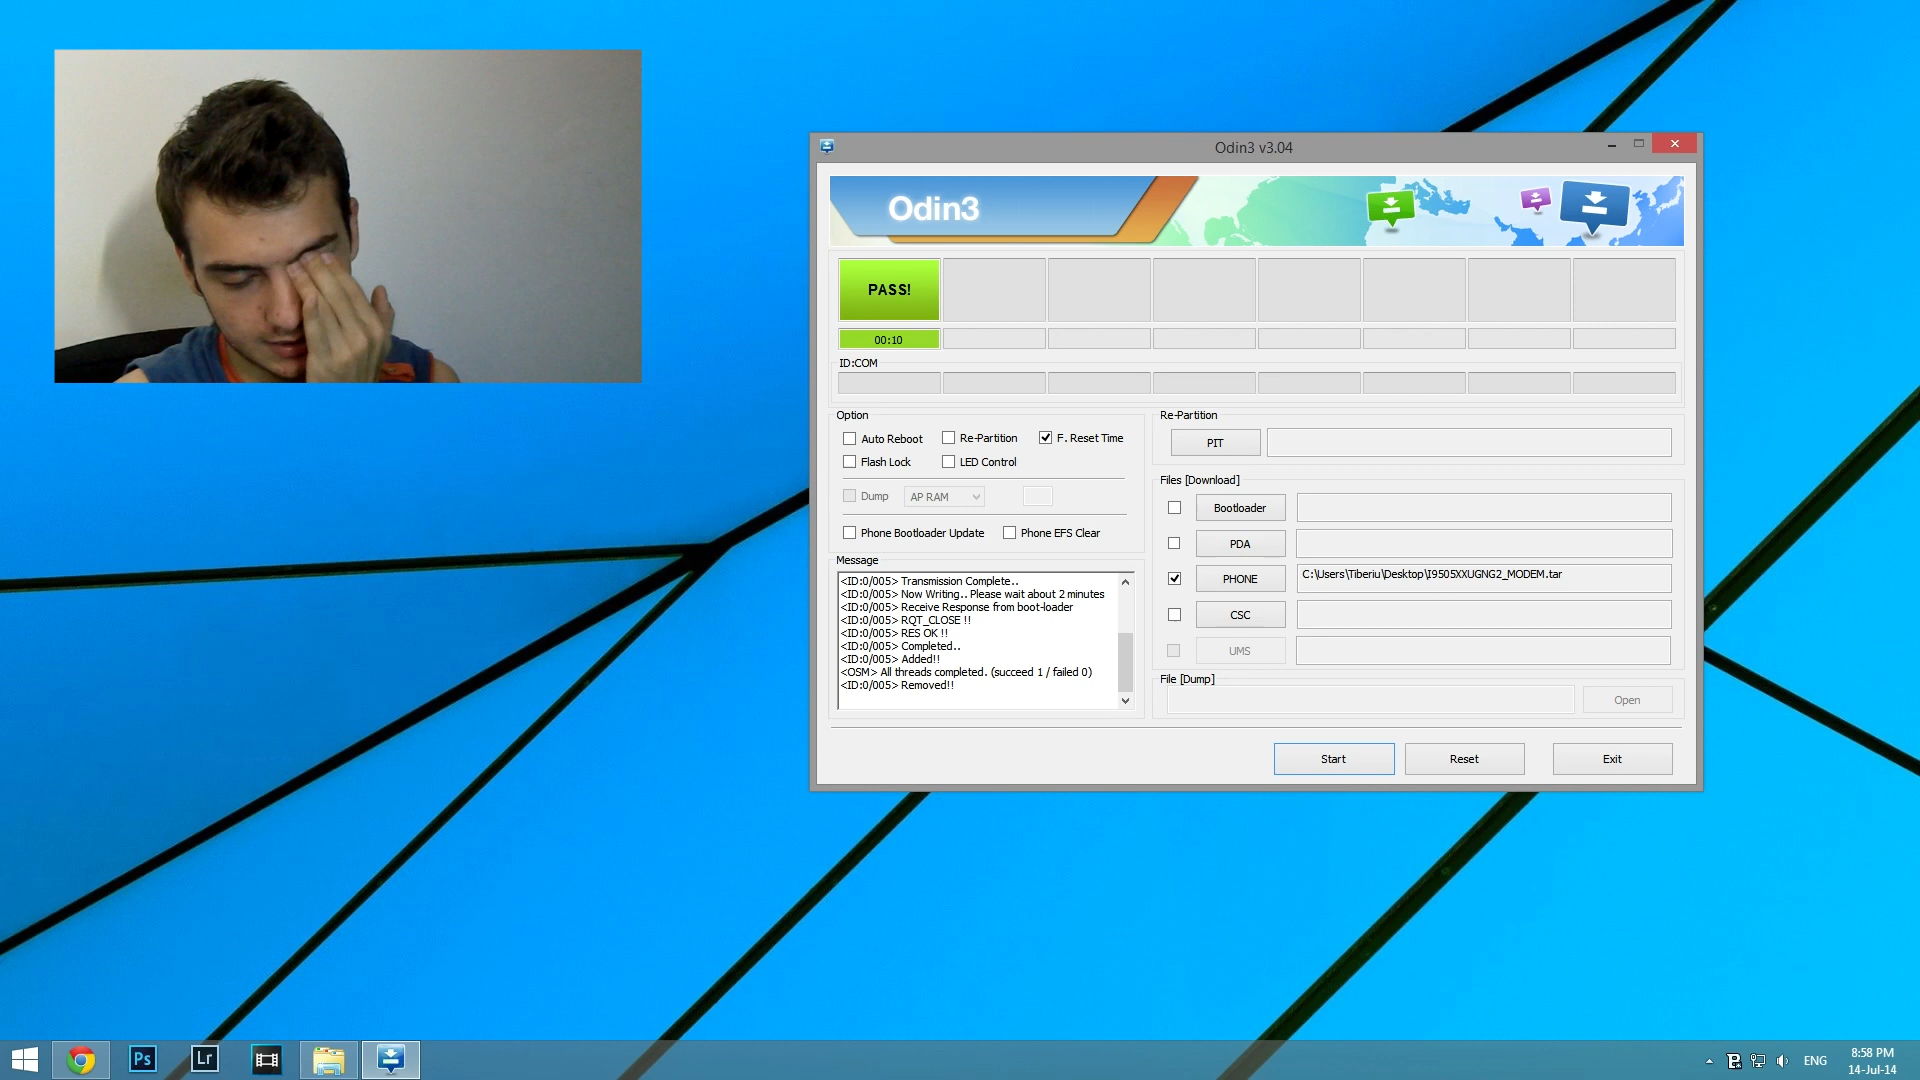 Odin3 v3.04
Odin3
PASS!
00:10
ID:COM
Option
Auto Reboot
Re-Partition
F. Reset Time
Flash Lock
LED Control
Dump
AP RAM
Phone Bootloader Update
Phone EFS Clear
Message
<ID:0/005> Transmission Complete..
<ID:0/005> Now Writing.. Please wait about 2 minutes
<ID:0/005> Receive Response from boot-loader
<ID:0/005> RQT_CLOSE !!
<ID:0/005> RES OK !!
<ID:0/005> Completed..
<ID:0/005> Added!!
<OSM> All threads completed. (succeed 1 / failed 0)
<ID:0/005> Removed!!
Re-Partition
PIT
Files [Download]
Bootloader
PDA
PHONE C:\Users\Tiberiu\Desktop\I9505XXUGNG2_MODEM.tar
CSC
UMS
File [Dump]
Open
Start
Reset
Exit
Ps
Lr
ENG
8:58 PM
14-Jul-14